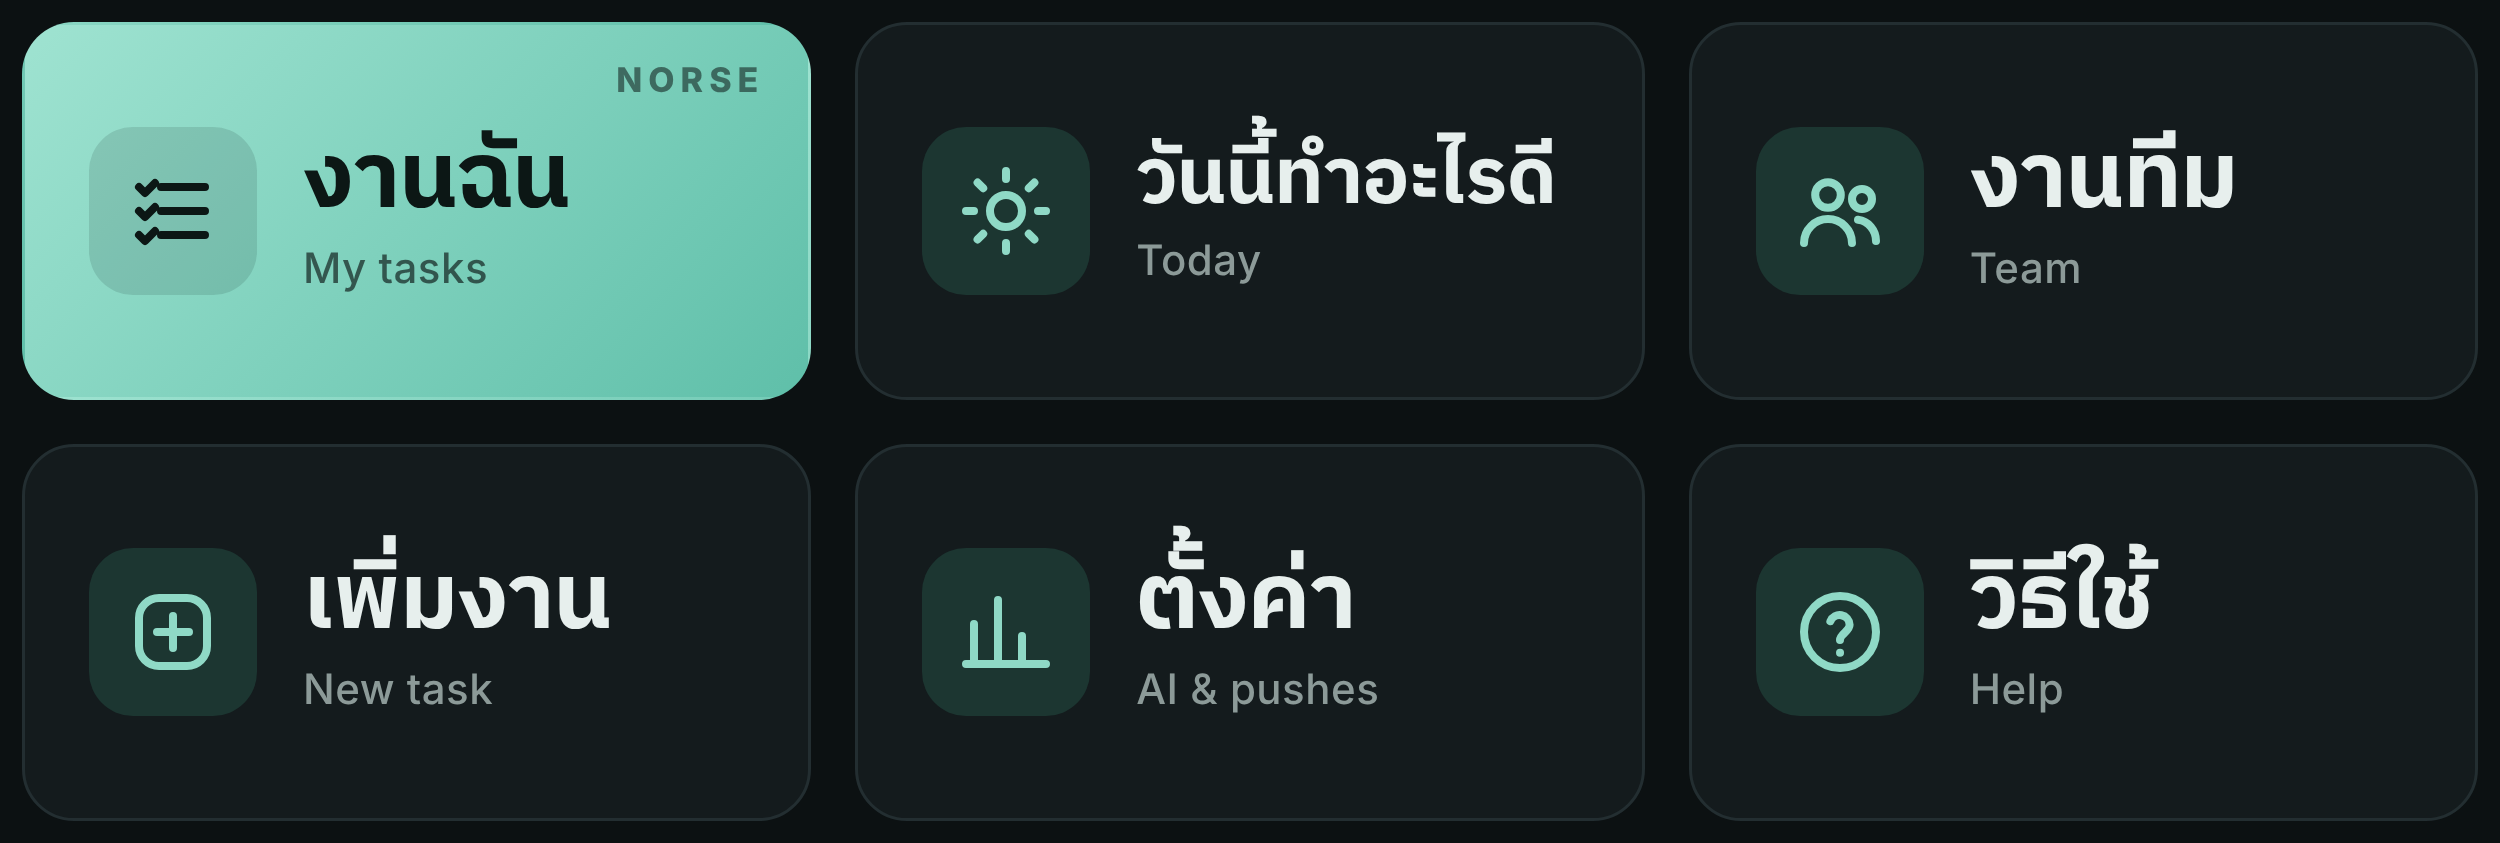 NORSE
งานฉัน
My tasks
วันนี้ทำอะไรดี
Today
งานทีม
Team
เพิ่มงาน
New task
ตั้งค่า
AI & pushes
วิธีใช้
Help